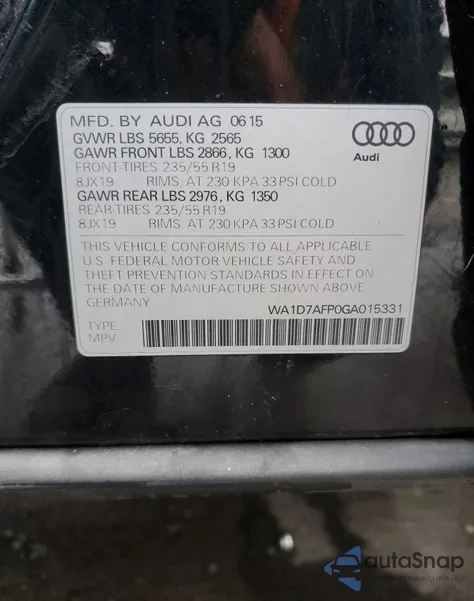 MFD. BY AUDI AG 06 15
GVWR LBS 5655, KG 2565
GAWR FRONT LBS 2866, KG 1300
FRONT-TIRES 235/55 R19
8JX19 RIMS, AT 230 KPA 33 PSI COLD
GAWR REAR LBS 2976, KG 1350
REAR-TIRES 235/55 R19
8JX19 RIMS, AT 230 KPA 33 PSI COLD
Audi
THIS VEHICLE CONFORMS TO ALL APPLICABLE
U.S. FEDERAL MOTOR VEHICLE SAFETY AND
THEFT PREVENTION STANDARDS IN EFFECT ON
THE DATE OF MANUFACTURE SHOWN ABOVE
GERMANY WA1D7AFP0GA015331
TYPE:
MPV
autoSnap